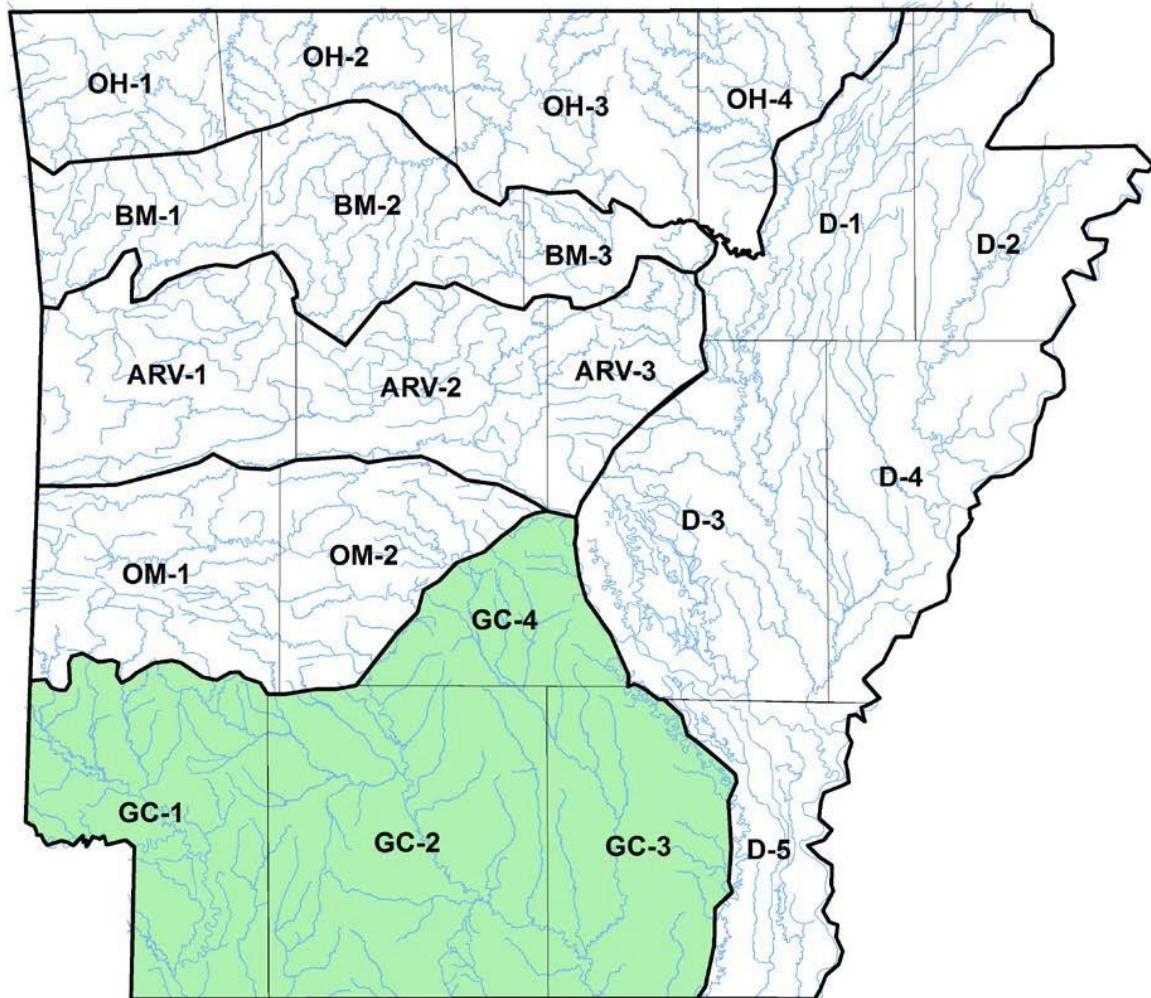 OH-1
OH-2
OH-3
OH-4
BM-1
BM-2
BM-3
D-1
D-2
ARV-1
ARV-2
ARV-3
D-3
D-4
OM-1
OM-2
GC-4
GC-1
GC-2
GC-3
D-5